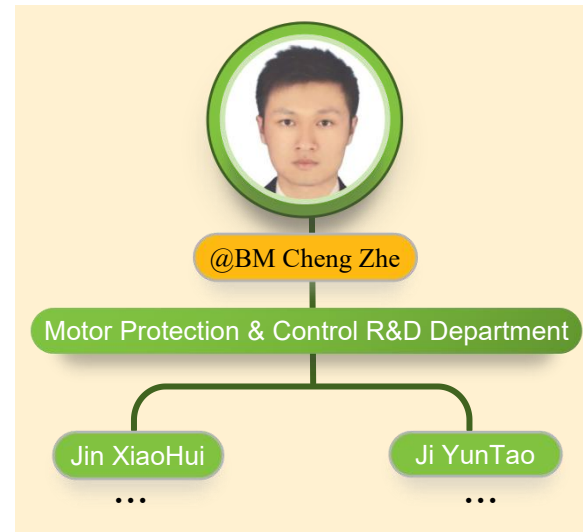 @BM Cheng Zhe
Motor Protection & Control R&D Department
Jin XiaoHui
Ji YunTao
...
...